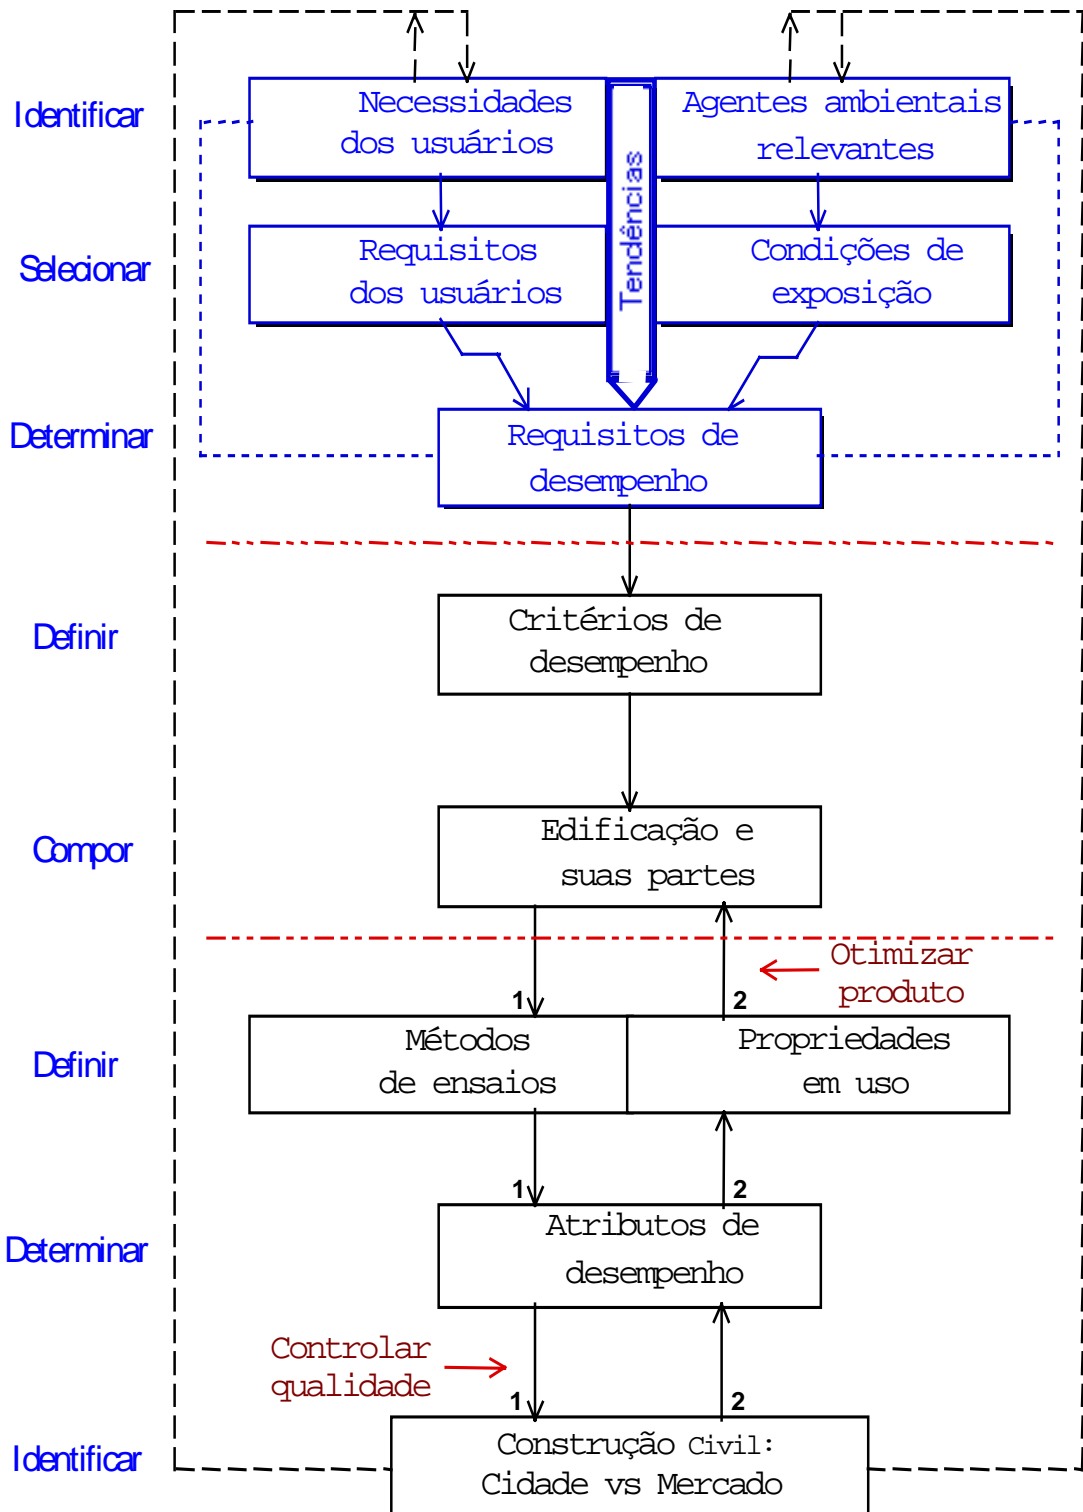 Identificar
Necessidades
dos usuários
Agentes ambientais
relevantes
Tendências
Selecionar
Requisitos
dos usuários
Condições de
exposição
Determinar
Requisitos de
desempenho
Definir
Critérios de
desempenho
Compor
Edificação e
suas partes
Otimizar
produto
1
2
Definir
Métodos
de ensaios
Propriedades
em uso
1
2
Determinar
Atributos de
desempenho
Controlar
qualidade
1
2
Identificar
Construção Civil:
Cidade vs Mercado